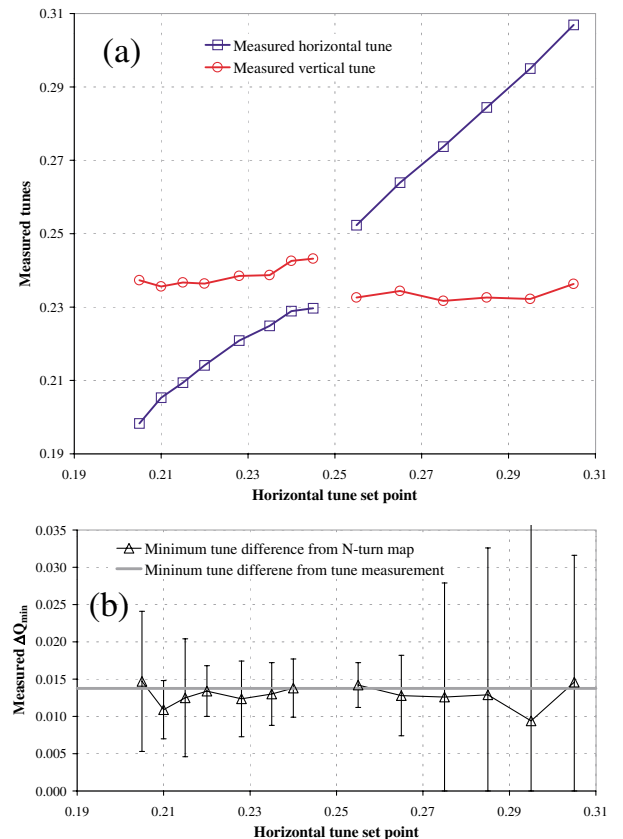 0.31
(a)
Measured horizontal tune
Measured vertical tune
0.29
0.27
0.25
0.23
0.21
0.19
Measured tunes
0.19 0.21 0.23 0.25 0.27 0.29 0.31
Horizontal tune set point
0.035
Minimum tune difference from N-turn map
0.030
Mininum tune differene from tune measurement
(b)
0.025
0.020
0.015
0.010
0.005
0.000
Measured ΔQmin
0.19 0.21 0.23 0.25 0.27 0.29 0.31
Horizontal tune set point